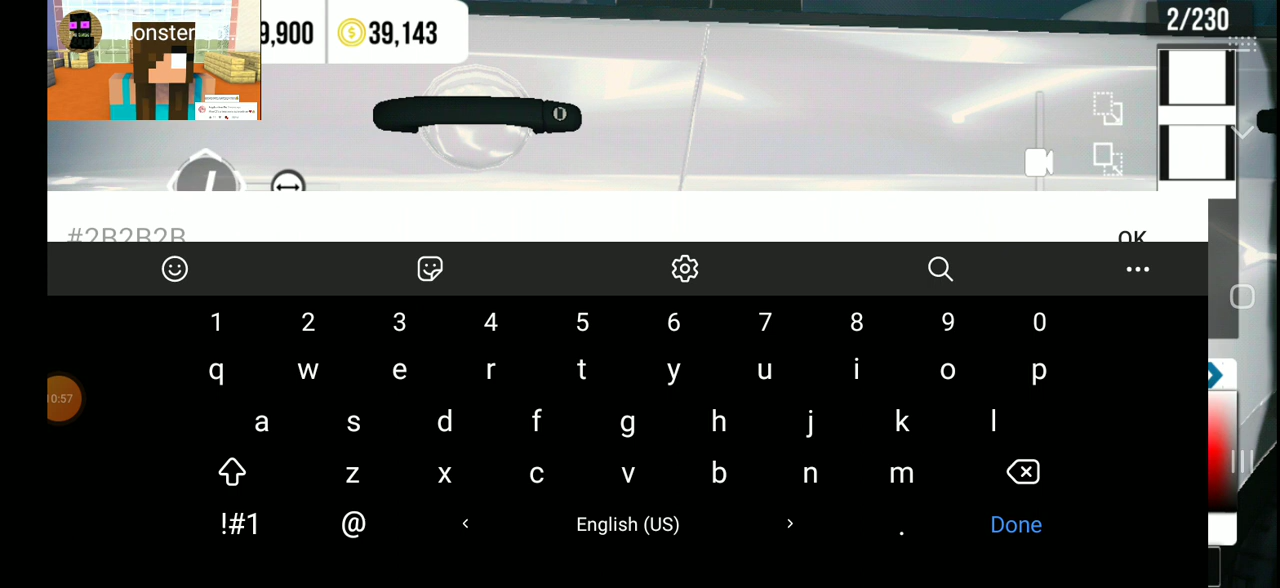 9,900
39,143
2/230
#2B2B2B
OK
1 2 3 4 5 6 7 8 9 0
q w e r t y u i o p
a s d f g h j k l
z x c v b n m
!#1 @ English (US) . Done